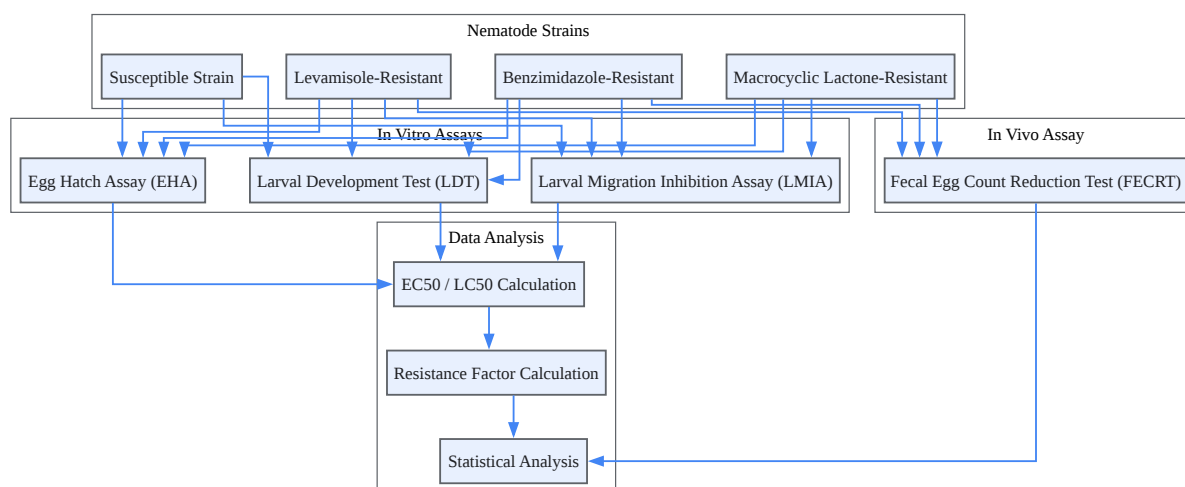 Nematode Strains
Susceptible Strain
Levamisole-Resistant
Benzimidazole-Resistant
Macrocyclic Lactone-Resistant
In Vitro Assays
In Vivo Assay
Egg Hatch Assay (EHA)
Larval Development Test (LDT)
Larval Migration Inhibition Assay (LMIA)
Fecal Egg Count Reduction Test (FECRT)
Data Analysis
EC50 / LC50 Calculation
Resistance Factor Calculation
Statistical Analysis